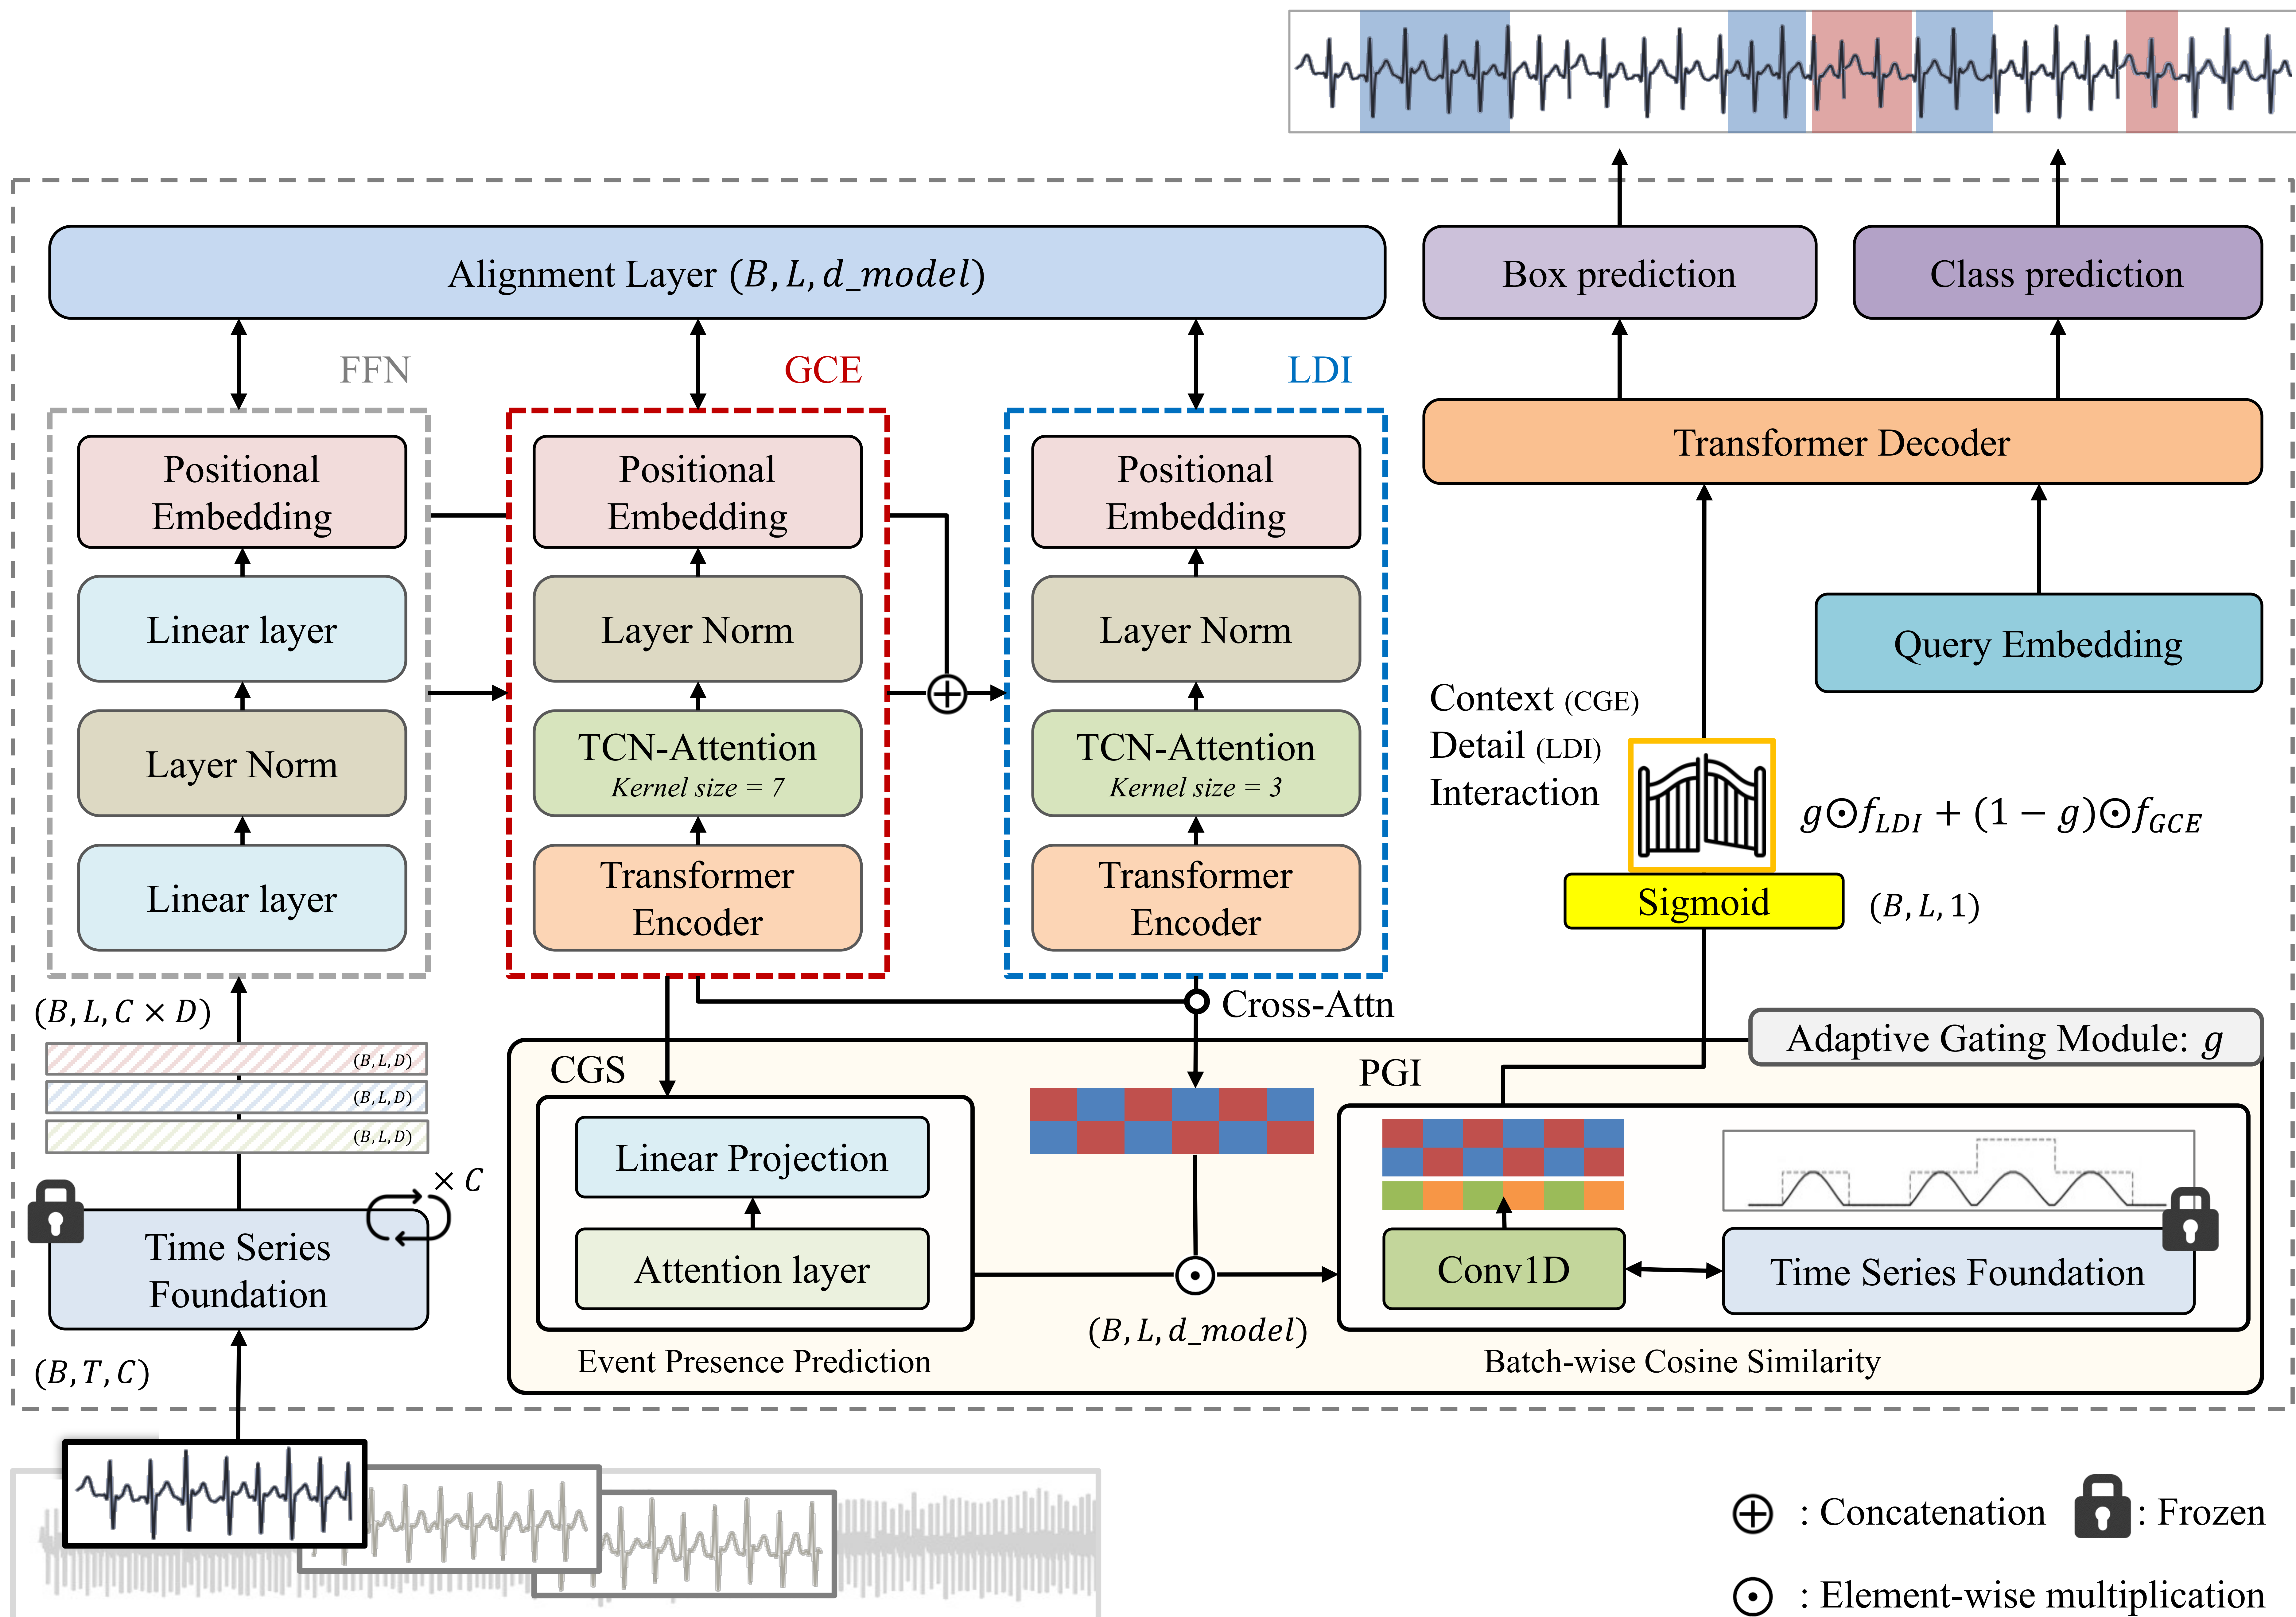 Alignment Layer (B, L, d_model)
Box prediction
Class prediction
FFN
GCE
LDI
Transformer Decoder
Positional
Embedding
Linear layer
Layer Norm
Linear layer
Positional
Embedding
Layer Norm
TCN-Attention
Kernel size = 7
Transformer
Encoder
Positional
Embedding
Layer Norm
TCN-Attention
Kernel size = 3
Transformer
Encoder
Query Embedding
Context (CGE)
Detail (LDI)
Interaction
g⊙f_{LDI} + (1 − g)⊙f_{GCE}
Sigmoid
(B, L, 1)
(B, L, C × D)
(B, L, D)
(B, L, D)
(B, L, D)
× C
Time Series
Foundation
(B, T, C)
Cross-Attn
Adaptive Gating Module: g
CGS
Linear Projection
Attention layer
Event Presence Prediction
(B, L, d_model)
PGI
Conv1D
Time Series Foundation
Batch-wise Cosine Similarity
⊕ : Concatenation
: Frozen
⊙ : Element-wise multiplication